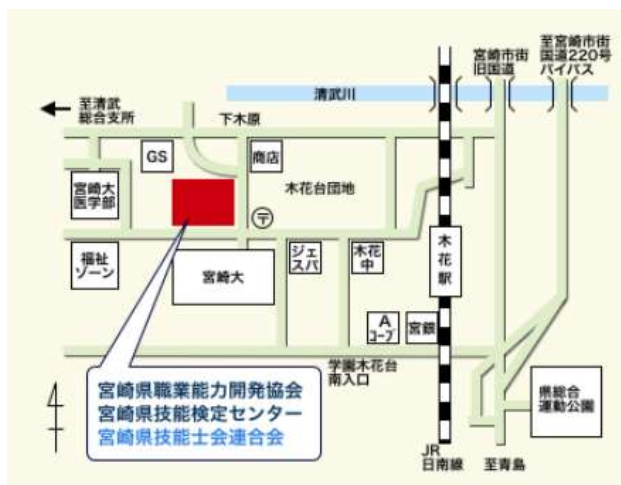 宮崎市街
旧国道
至宮崎市街
国道220号
バイパス
清武川
至清武
総合支所
下木原
GS
商店
宮崎大
医学部
木花台団地
〒
福祉
ゾーン
宮崎大
ジェ
スパ
木花
中
木花駅
A
コープ
宮銀
学園木花台
南入口
宮崎県職業能力開発協会
宮崎県技能検定センター
宮崎県技能士会連合会
県総合
運動公園
JR
日南線
至青島